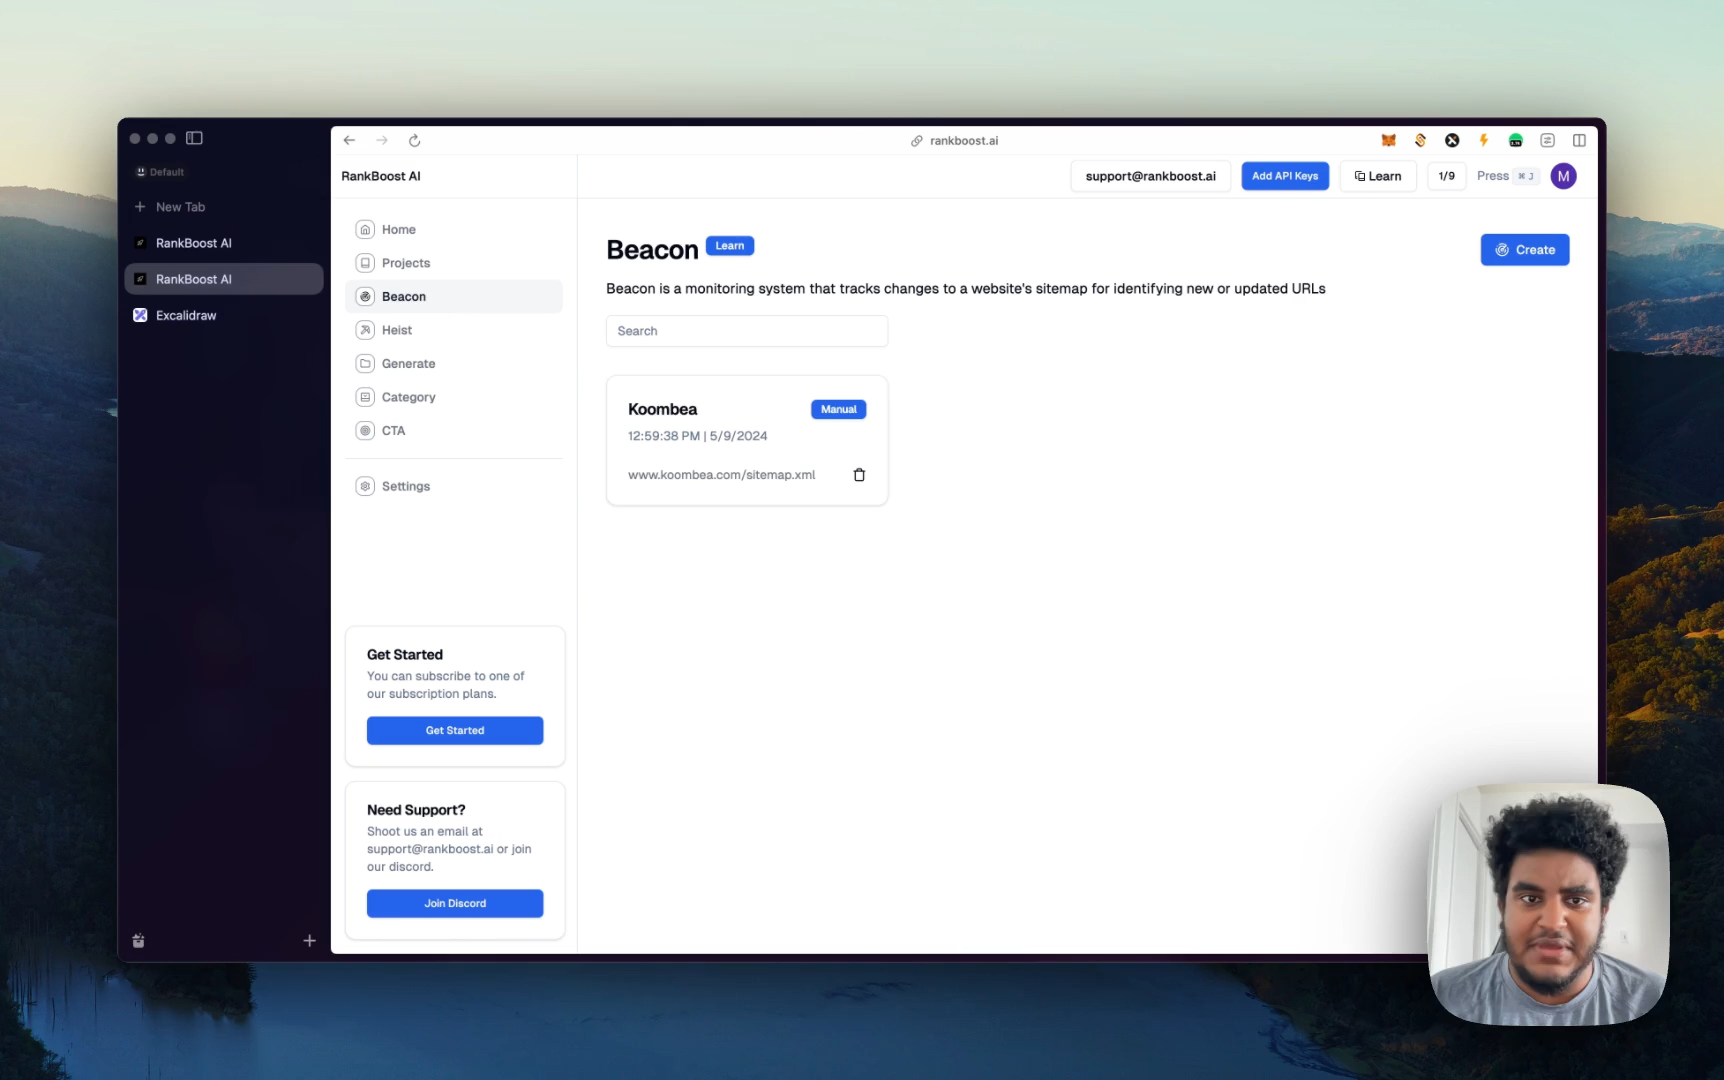 Default
New Tab
RankBoost AI
RankBoost AI
Excalidraw
rankboost.ai
RankBoost AI
support@rankboost.ai
Add API Keys
Learn
1/9
Press ⌘ J
M
Home
Projects
Beacon
Heist
Generate
Category
CTA
Settings
Get Started
You can subscribe to one of
our subscription plans.
Get Started
Need Support?
Shoot us an email at
support@rankboost.ai or join
our discord.
Join Discord
Beacon
Learn
Create
Beacon is a monitoring system that tracks changes to a website's sitemap for identifying new or updated URLs
Search
Koombea
Manual
12:59:38 PM | 5/9/2024
www.koombea.com/sitemap.xml